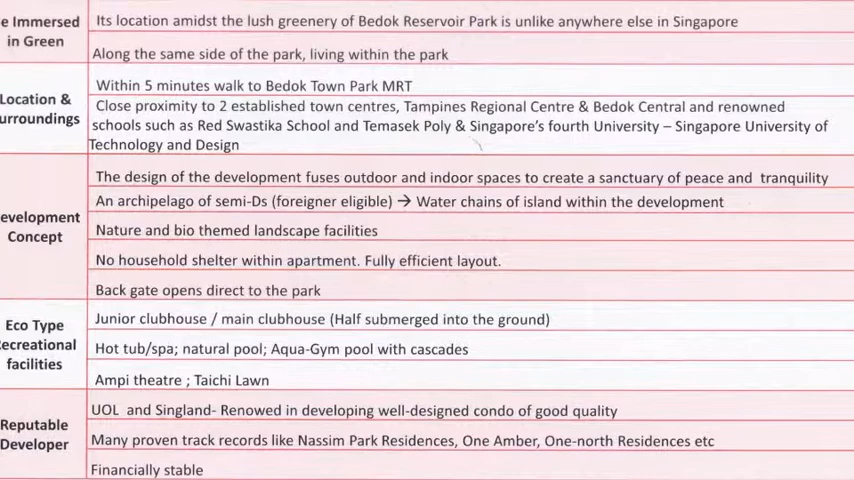 e Immersed
in Green
Its location amidst the lush greenery of Bedok Reservoir Park is unlike anywhere else in Singapore
Along the same side of the park, living within the park
Location &
urroundings
Within 5 minutes walk to Bedok Town Park MRT
Close proximity to 2 established town centres, Tampines Regional Centre & Bedok Central and renowned
schools such as Red Swastika School and Temasek Poly & Singapore's fourth University – Singapore University of
Technology and Design
evelopment
Concept
The design of the development fuses outdoor and indoor spaces to create a sanctuary of peace and tranquility
An archipelago of semi-Ds (foreigner eligible) → Water chains of island within the development
Nature and bio themed landscape facilities
No household shelter within apartment. Fully efficient layout.
Back gate opens direct to the park
Eco Type
Recreational
facilities
Junior clubhouse / main clubhouse (Half submerged into the ground)
Hot tub/spa; natural pool; Aqua-Gym pool with cascades
Ampi theatre ; Taichi Lawn
Reputable
Developer
UOL and Singland- Renowed in developing well-designed condo of good quality
Many proven track records like Nassim Park Residences, One Amber, One-north Residences etc
Financially stable